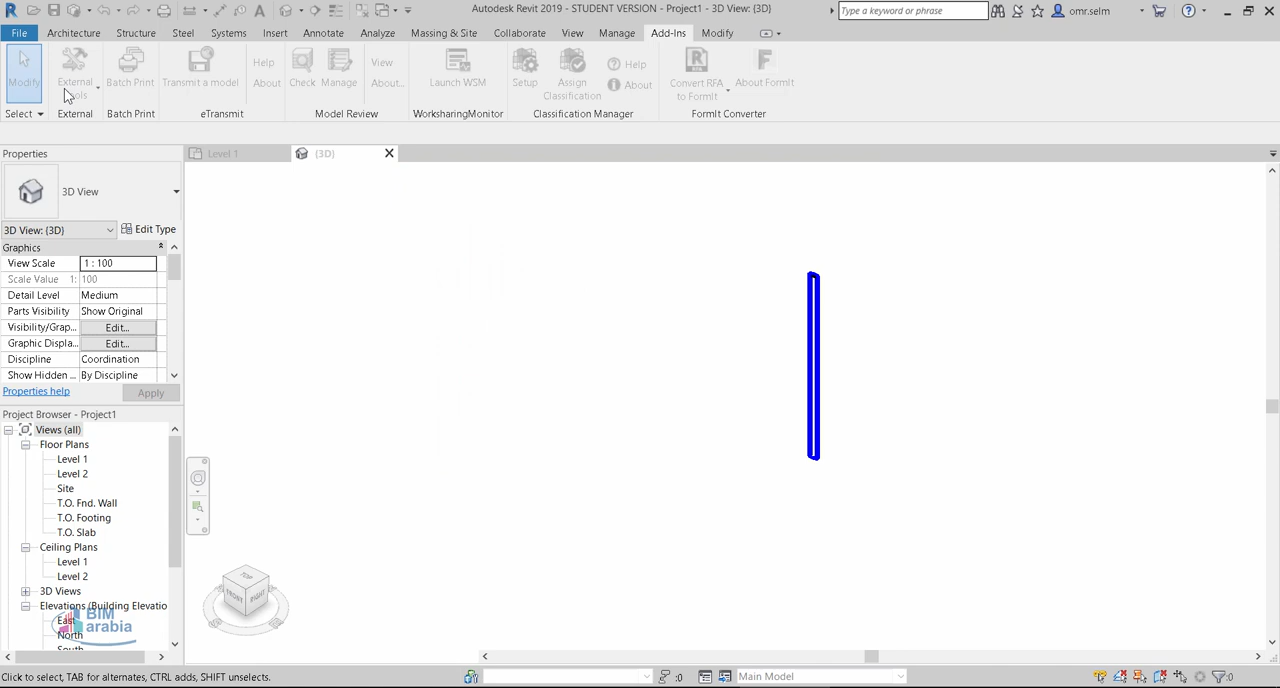 Autodesk Revit 2019 - STUDENT VERSION - Project1 - 3D View: {3D}
Type a keyword or phrase
omr.selm
File Architecture Structure Steel Systems Insert Annotate Analyze Massing & Site Collaborate View Manage Add-Ins Modify
Modify
External
Tools
Batch Print
Transmit a model
Help
About
Check
Manage
View
About...
Launch WSM
Setup
Assign
Classification
Help
About
Convert RFA
to FormIt
About FormIt
Select
External
Batch Print
eTransmit
Model Review
WorksharingMonitor
Classification Manager
FormIt Converter
Properties
3D View
3D View: {3D}
Edit Type
Graphics
View Scale 1 : 100
Scale Value 1: 100
Detail Level Medium
Parts Visibility Show Original
Visibility/Grap... Edit...
Graphic Displa... Edit...
Discipline Coordination
Show Hidden ... By Discipline
Properties help
Apply
Project Browser - Project1
Views (all)
Floor Plans
Level 1
Level 2
Site
T.O. Fnd. Wall
T.O. Footing
T.O. Slab
Ceiling Plans
Level 1
Level 2
3D Views
Elevations (Building Elevatio
East
North
South
BIM
arabia
Level 1
{3D}
TOP
FRONT
RIGHT
Click to select, TAB for alternates, CTRL adds, SHIFT unselects.
:0
Main Model
:0